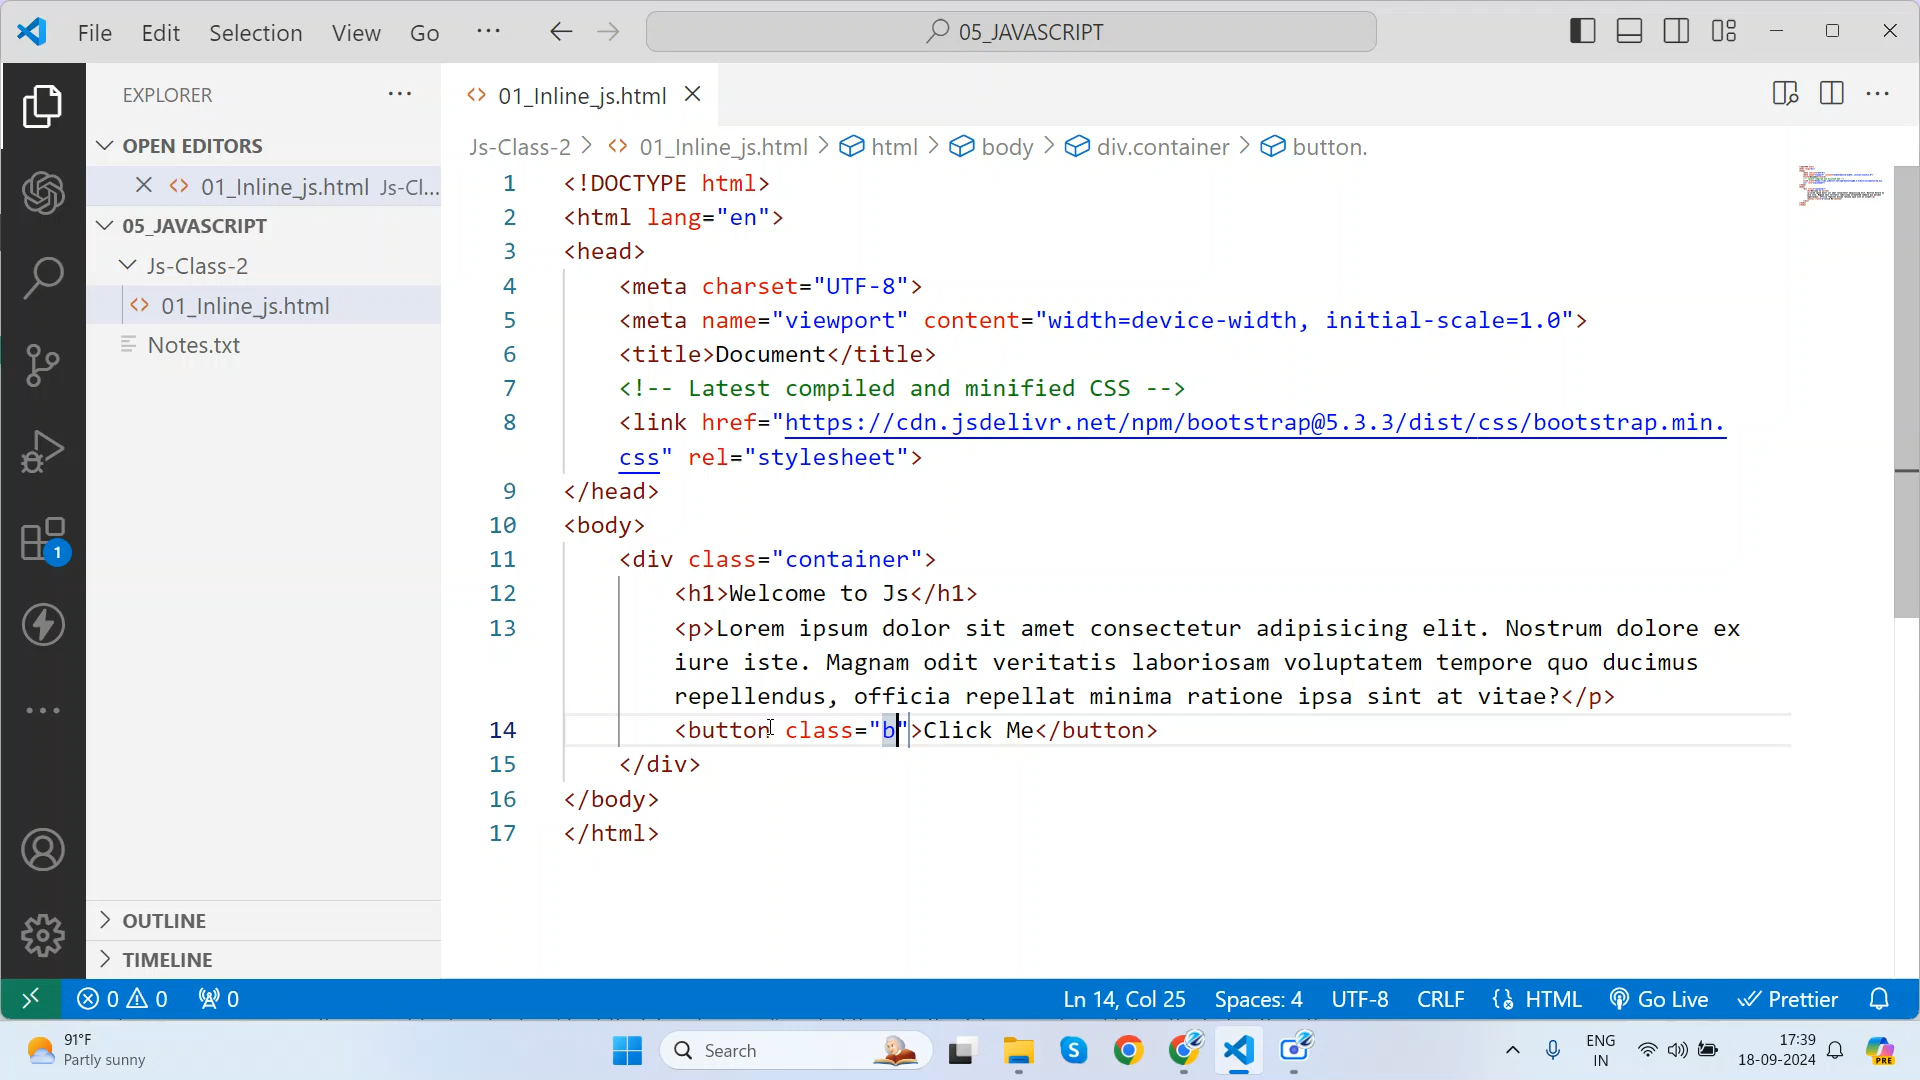 File Edit Selection View Go ··· 05_JAVASCRIPT
EXPLORER ···
01_Inline_js.html
OPEN EDITORS
01_Inline_js.html Js-Cl...
05_JAVASCRIPT
Js-Class-2
01_Inline_js.html
Notes.txt
OUTLINE
TIMELINE
1
Js-Class-2 > 01_Inline_js.html > html > body > div.container > button.
1 <!DOCTYPE html>
2 <html lang="en">
3 <head>
4 <meta charset="UTF-8">
5 <meta name="viewport" content="width=device-width, initial-scale=1.0">
6 <title>Document</title>
7 <!-- Latest compiled and minified CSS -->
8 <link href="https://cdn.jsdelivr.net/npm/bootstrap@5.3.3/dist/css/bootstrap.min.
css" rel="stylesheet">
9 </head>
10 <body>
11 <div class="container">
12 <h1>Welcome to Js</h1>
13 <p>Lorem ipsum dolor sit amet consectetur adipisicing elit. Nostrum dolore ex
iure iste. Magnam odit veritatis laboriosam voluptatem tempore quo ducimus
repellendus, officia repellat minima ratione ipsa sint at vitae?</p>
14 <button class="b">Click Me</button>
15 </div>
16 </body>
17 </html>
0 0 0 Ln 14, Col 25 Spaces: 4 UTF-8 CRLF HTML Go Live Prettier
91°F
Partly sunny
Search
ENG
IN
17:39
18-09-2024
PRE